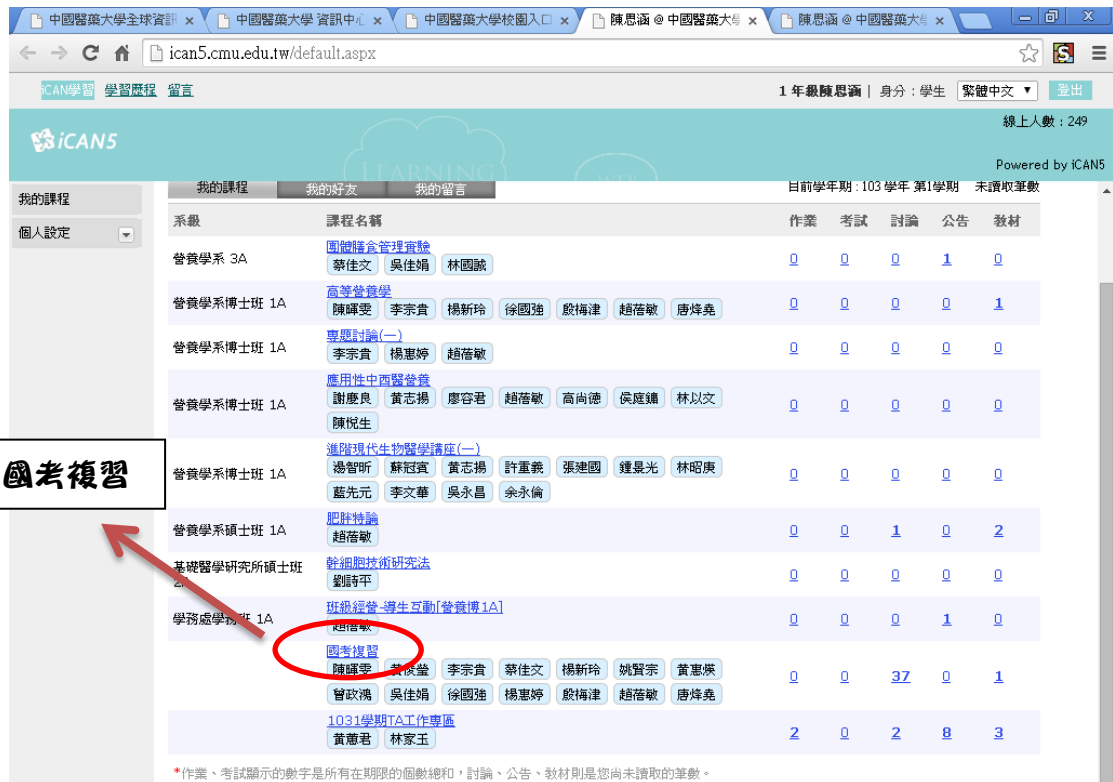 中國醫藥大學全球資訊 中國醫藥大學 資訊中心 中國醫藥大學校園入口 陳思涵 @ 中國醫藥大學 陳思涵 @ 中國醫藥大學
ican5.cmu.edu.tw/default.aspx
iCAN學習 學習歷程 留言 1 年級陳思涵 | 身分：學生 繁體中文 登出
線上人數：249
iCAN5
LEARNING WEB
Powered by iCAN5
我的課程
個人設定
我的課程 我的好友 我的留言 目前學年期：103 學年 第1學期 未讀取筆數
系級 課程名稱 作業 考試 討論 公告 教材
團體膳食管理實驗
營養學系 3A 蔡佳文 吳佳娟 林國誠 0 0 0 1 0
高等營養學
營養學系博士班 1A 陳暉雯 李宗貴 楊新玲 徐國強 殷梅津 趙蓓敏 唐烽堯 0 0 0 0 1
專題討論(一)
營養學系博士班 1A 李宗貴 楊惠婷 趙蓓敏 0 0 0 0 0
應用性中西醫營養
營養學系博士班 1A 謝慶良 黃志揚 廖容君 趙蓓敏 高尚德 侯庭鏞 林以文 0 0 0 0 0
陳悅生
進階現代生物醫學講座(一)
營養學系博士班 1A 湯智昕 蘇冠賓 黃志揚 許重義 張建國 鍾景光 林昭庚 0 0 0 0 0
藍先元 李文華 吳永昌 余永倫
國考複習
肥胖特論
營養學系碩士班 1A 趙蓓敏 0 0 1 0 2
幹細胞技術研究法
基礎醫學研究所碩士班 劉詩平 0 0 0 0 0
班級經營-導生互動[營養博1A]
學務處學務班 1A 趙蓓敏 0 0 0 1 0
國考複習
陳暉雯 黃俊瑩 李宗貴 蔡佳文 楊新玲 姚賢宗 黃惠煐 0 0 37 0 1
曾政鴻 吳佳娟 徐國強 楊惠婷 殷梅津 趙蓓敏 唐烽堯
1031學期TA工作專區
黃蕙君 林家玉 2 0 2 8 3
*作業、考試顯示的數字是所有在期限的個數總和，討論、公告、教材則是您尚未讀取的筆數。